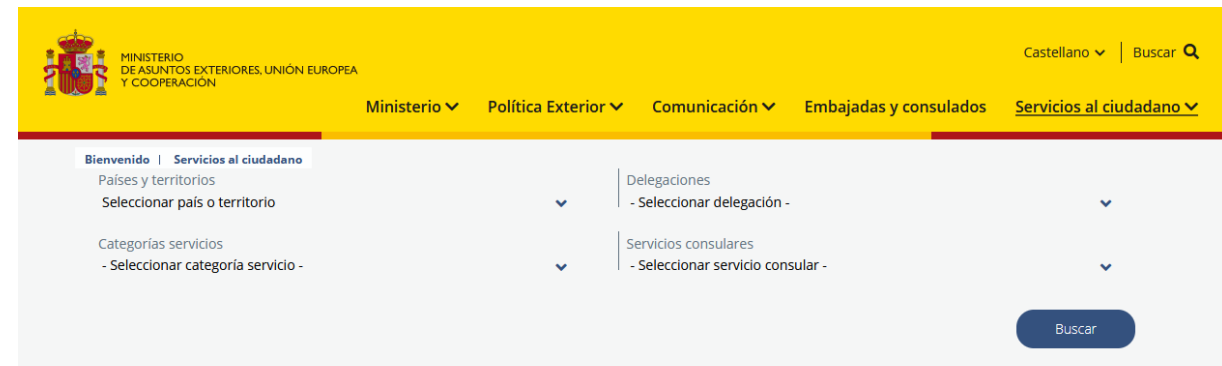 MINISTERIO
DE ASUNTOS EXTERIORES, UNIÓN EUROPEA
Y COOPERACIÓN
Castellano | Buscar
Ministerio Política Exterior Comunicación Embajadas y consulados Servicios al ciudadano
Bienvenido | Servicios al ciudadano
Países y territorios
Seleccionar país o territorio
Delegaciones
- Seleccionar delegación -
Categorías servicios
- Seleccionar categoría servicio -
Servicios consulares
- Seleccionar servicio consular -
Buscar